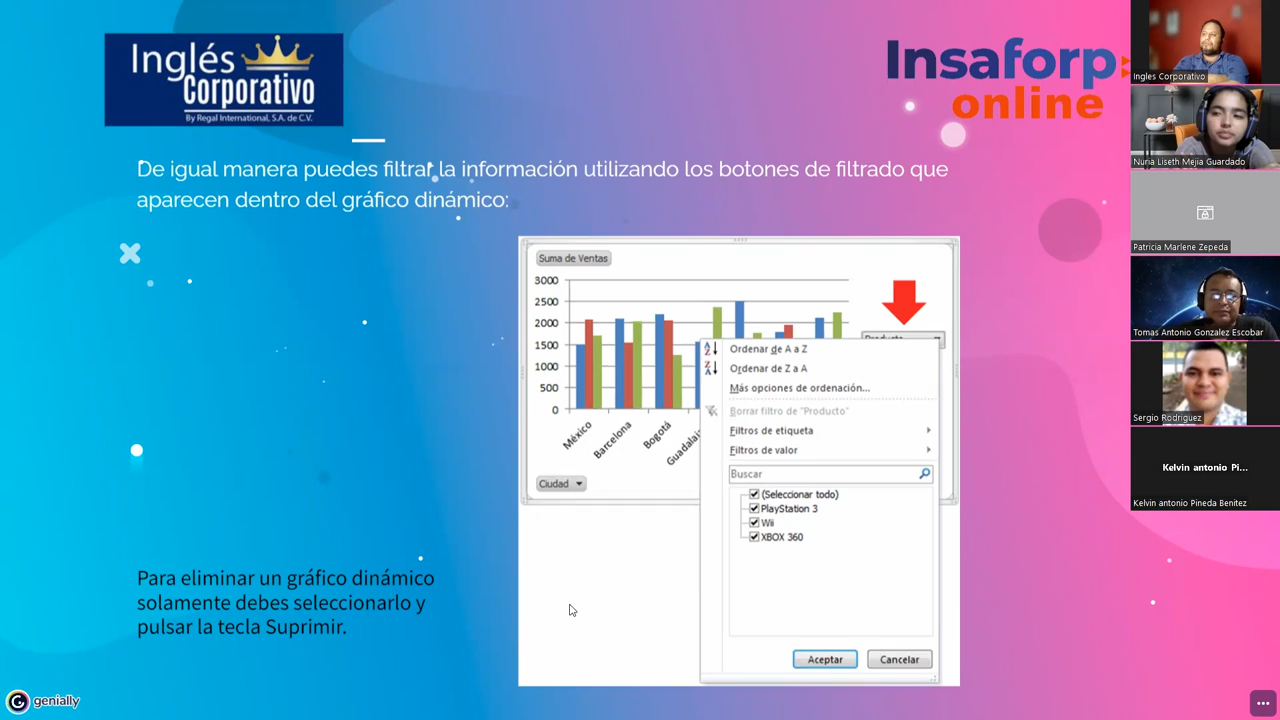 Inglés
Corporativo
By Regal International, S.A. de C.V.
Insaforp
online
De igual manera puedes filtrar la información utilizando los botones de filtrado que
aparecen dentro del gráfico dinámico:
Suma de Ventas
3000
2500
2000
1500
1000
500
0
México
Barcelona
Bogotá
Ciudad
Producto
Ordenar de A a Z
Ordenar de Z a A
Más opciones de ordenación...
Borrar filtro de "Producto"
Filtros de etiqueta
Filtros de valor
Buscar
(Seleccionar todo)
PlayStation 3
Wii
XBOX 360
Aceptar
Cancelar
Para eliminar un gráfico dinámico
solamente debes seleccionarlo y
pulsar la tecla Suprimir.
genially
Ingles Corporativo
Nuria Liseth Mejia Guardado
Patricia Marlene Zepeda
Tomas Antonio Gonzalez Escobar
Sergio Rodriguez
Kelvin antonio Pi...
Kelvin antonio Pineda Benitez